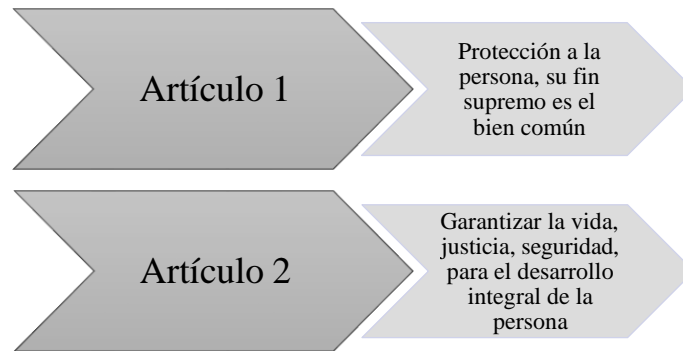 Artículo 1
Protección a la
persona, su fin
supremo es el
bien común
Artículo 2
Garantizar la vida,
justicia, seguridad,
para el desarrollo
integral de la
persona